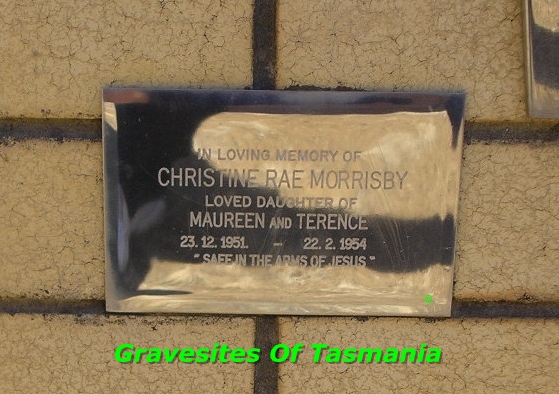 IN LOVING MEMORY OF
CHRISTINE RAE MORRISBY
LOVED DAUGHTER OF
MAUREEN AND TERENCE
23.12.1951. – 22.2.1954
"SAFE IN THE ARMS OF JESUS"
Gravesites Of Tasmania